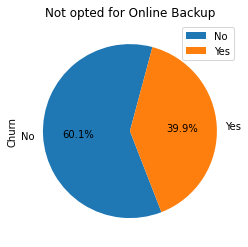 Not opted for Online Backup
No
Yes
Churn
No
60.1%
39.9%
Yes